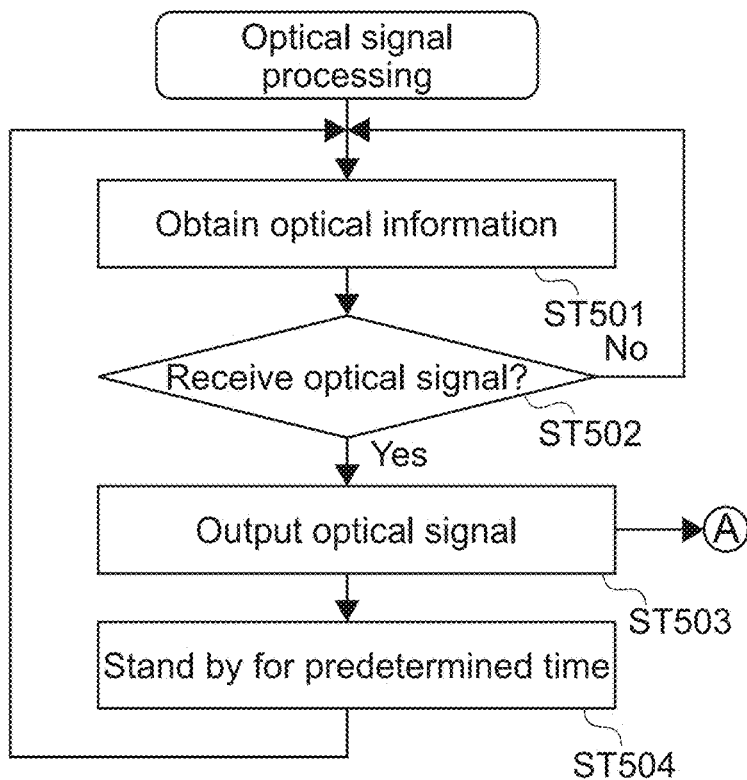 Optical signal
processing
Obtain optical information
ST501
No
Receive optical signal?
ST502
Yes
Output optical signal
A
ST503
Stand by for predetermined time
ST504